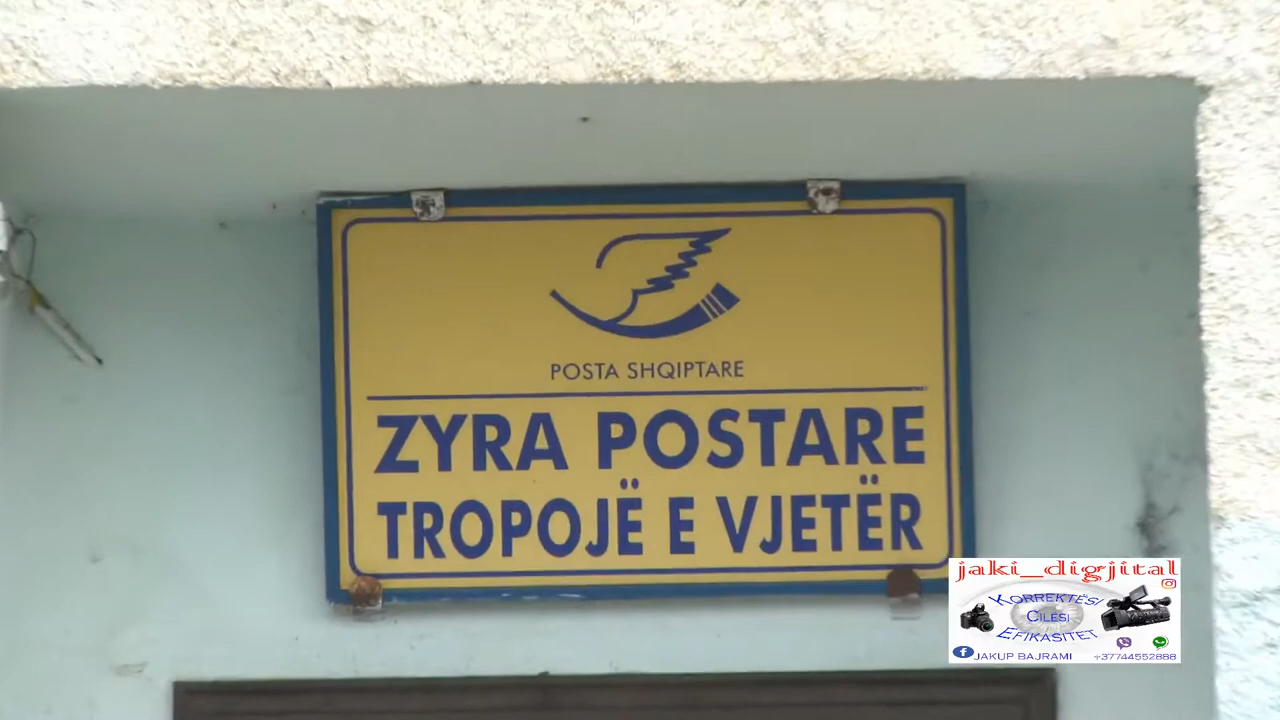 POSTA SHQIPTARE
ZYRA POSTARE
TROPOJË E VJETËR
jaki_digjital
KORREKTËSI
CILËSI
EFIKASITET
JAKUP BAJRAMI +37744552888